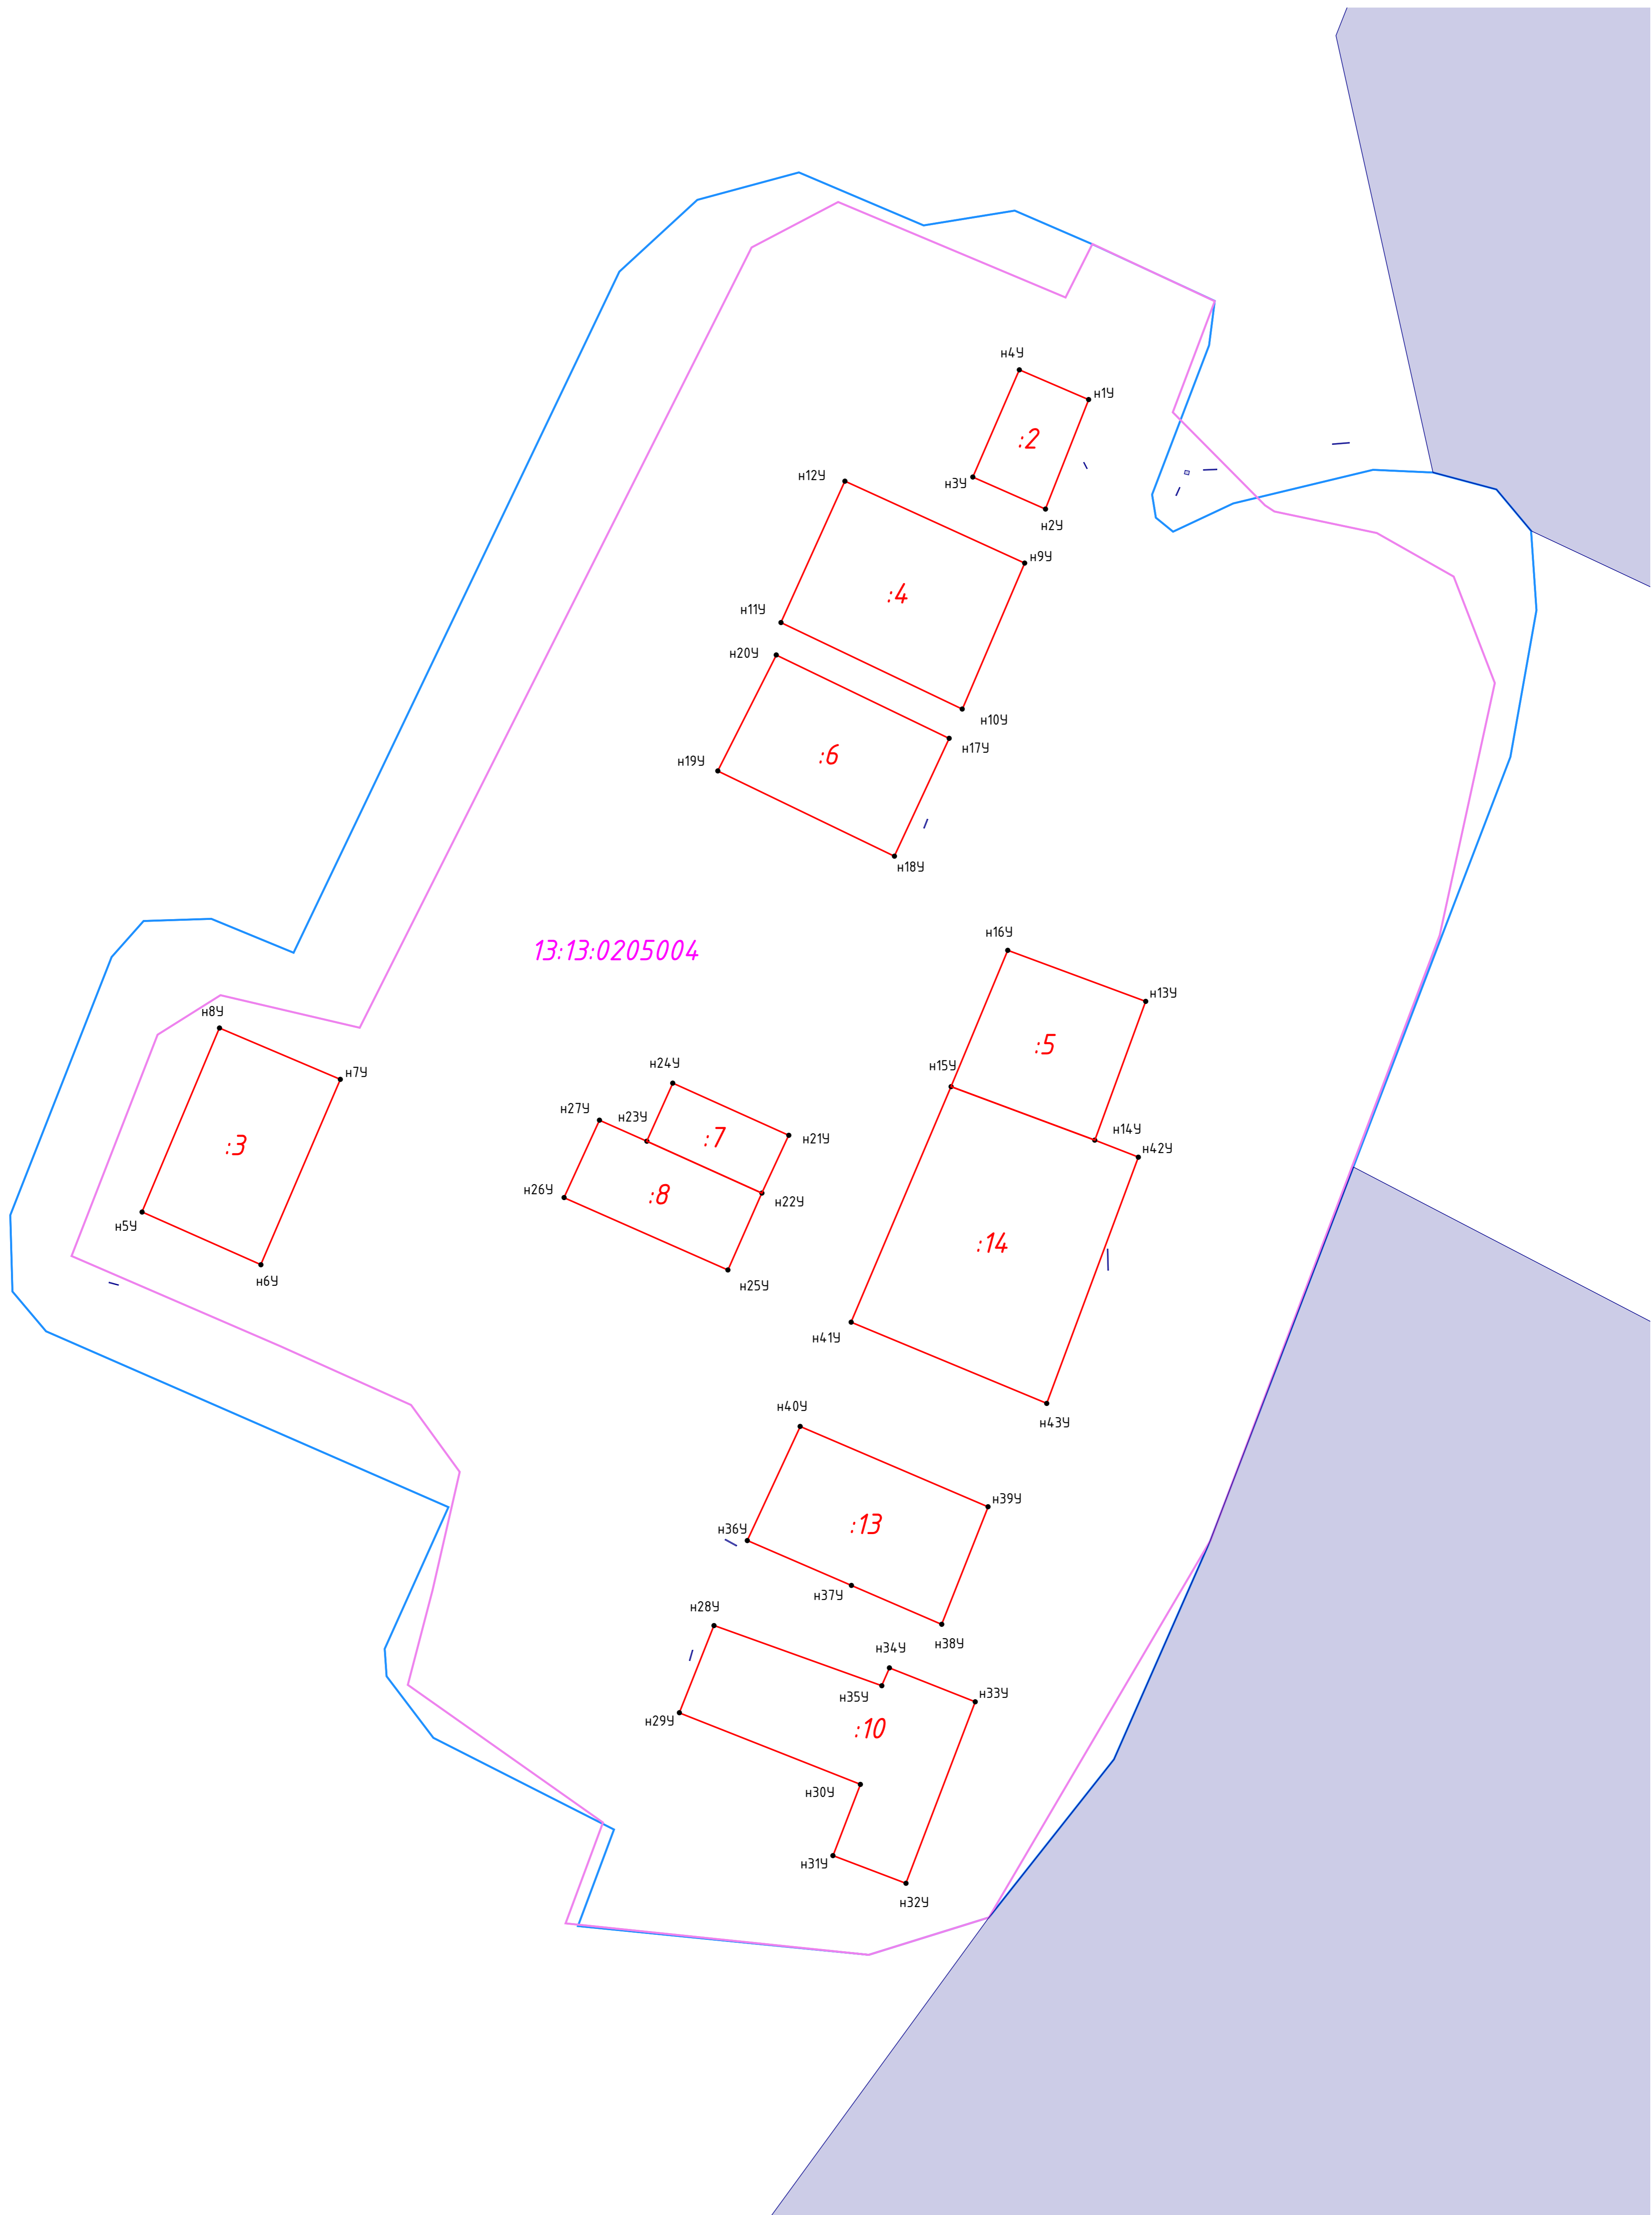 н4У
н1У
:2
н12У
н3У
н2У
н9У
:4
н11У
н20У
н10У
н17У
:6
н19У
н18У
н16У
13:13:0205004
н13У
н8У
:5
н24У
н15У
н7У
н27У
н23У
н14У
:3
:7
н21У
н42У
н26У
:8
н22У
н5У
:14
н6У
н25У
н41У
н40У
н43У
н39У
:13
н36У
н37У
н28У
н38У
н34У
н35У
н33У
н29У
:10
н30У
н31У
н32У